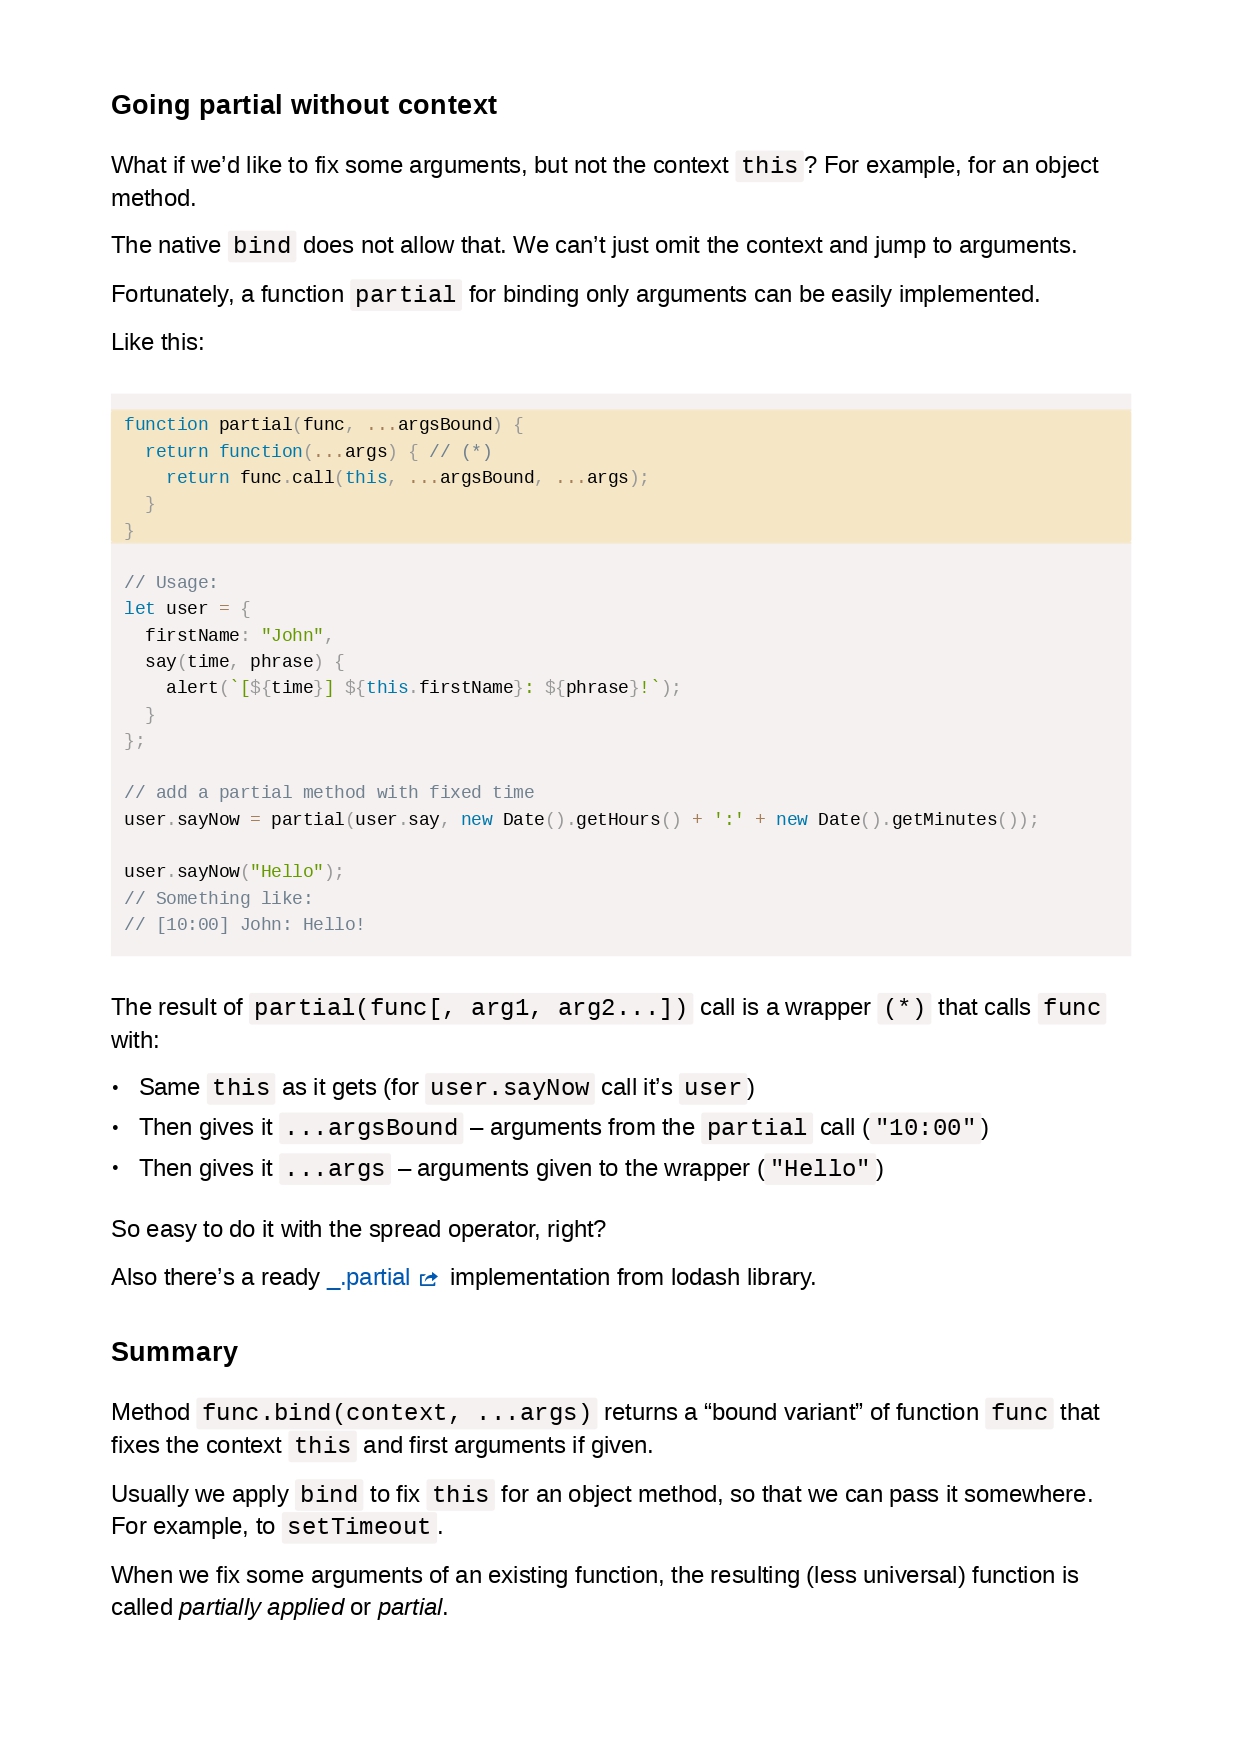 Going partial without context
What if we’d like to fix some arguments, but not the context this? For example, for an object
method.
The native bind does not allow that. We can’t just omit the context and jump to arguments.
Fortunately, a function partial for binding only arguments can be easily implemented.
Like this:
function partial(func, ...argsBound) {
  return function(...args) { // (*)
    return func.call(this, ...argsBound, ...args);
  }
}
// Usage:
let user = {
  firstName: "John",
  say(time, phrase) {
    alert(`[${time}] ${this.firstName}: ${phrase}!`);
  }
};
// add a partial method with fixed time
user.sayNow = partial(user.say, new Date().getHours() + ':' + new Date().getMinutes());
user.sayNow("Hello");
// Something like:
// [10:00] John: Hello!
The result of partial(func[, arg1, arg2...]) call is a wrapper (*) that calls func
with:
• Same this as it gets (for user.sayNow call it’s user)
• Then gives it ...argsBound – arguments from the partial call ("10:00")
• Then gives it ...args – arguments given to the wrapper ("Hello")
So easy to do it with the spread operator, right?
Also there’s a ready _.partial implementation from lodash library.
Summary
Method func.bind(context, ...args) returns a “bound variant” of function func that
fixes the context this and first arguments if given.
Usually we apply bind to fix this for an object method, so that we can pass it somewhere.
For example, to setTimeout.
When we fix some arguments of an existing function, the resulting (less universal) function is
called partially applied or partial.